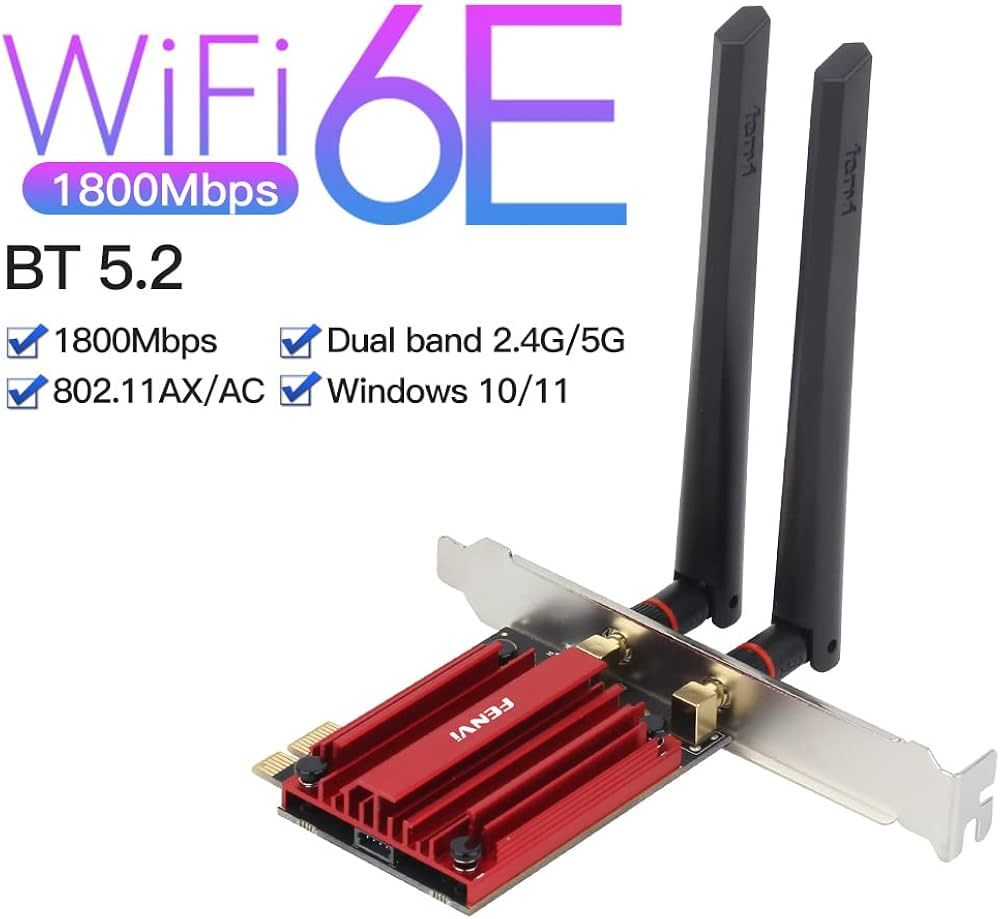 WiFi 6E
1800Mbps
BT 5.2
1800Mbps
Dual band 2.4G/5G
802.11AX/AC
Windows 10/11
FENVi